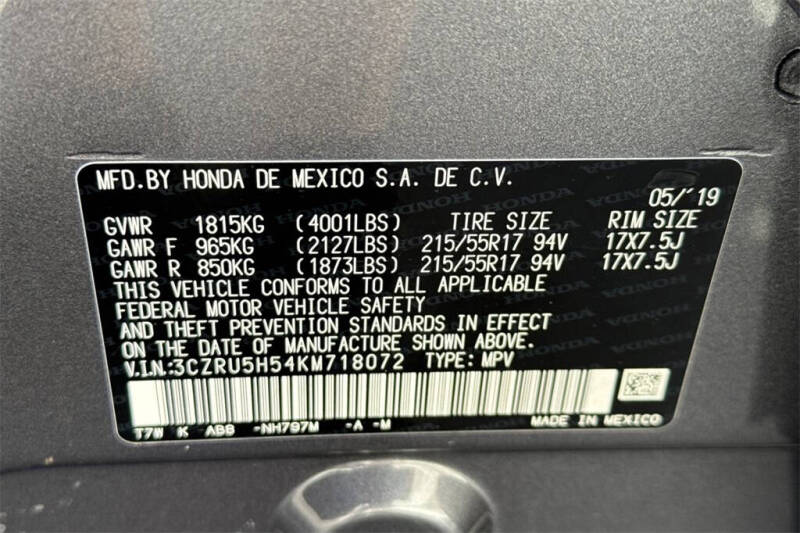 MFD.BY HONDA DE MEXICO S.A. DE C.V.
05/'19
GVWR 1815KG (4001LBS) TIRE SIZE RIM SIZE
GAWR F 965KG (2127LBS) 215/55R17 94V 17X7.5J
GAWR R 850KG (1873LBS) 215/55R17 94V 17X7.5J
THIS VEHICLE CONFORMS TO ALL APPLICABLE
FEDERAL MOTOR VEHICLE SAFETY
AND THEFT PREVENTION STANDARDS IN EFFECT
ON THE DATE OF MANUFACTURE SHOWN ABOVE.
V.I.N:3CZRU5H54KM718072 TYPE: MPV
T7W K ABB -NH797M -A -M
MADE IN MEXICO